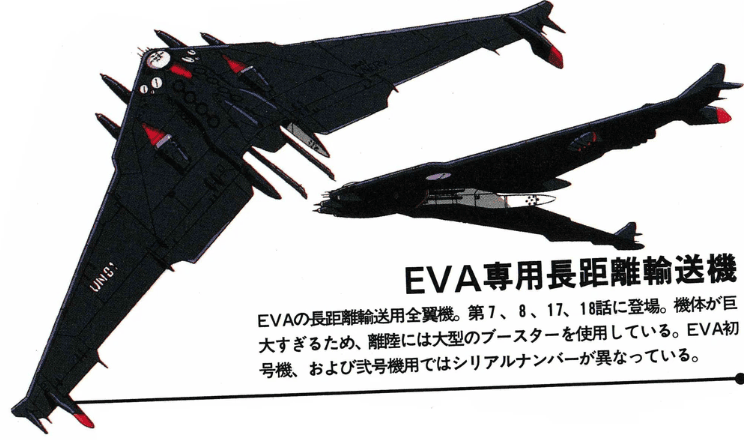 UN01
EVA専用長距離輸送機
EVAの長距離輸送用全翼機。第7、8、17、18話に登場。機体が巨
大すぎるため、離陸には大型のブースターを使用している。EVA初
号機、および弐号機用ではシリアルナンバーが異なっている。